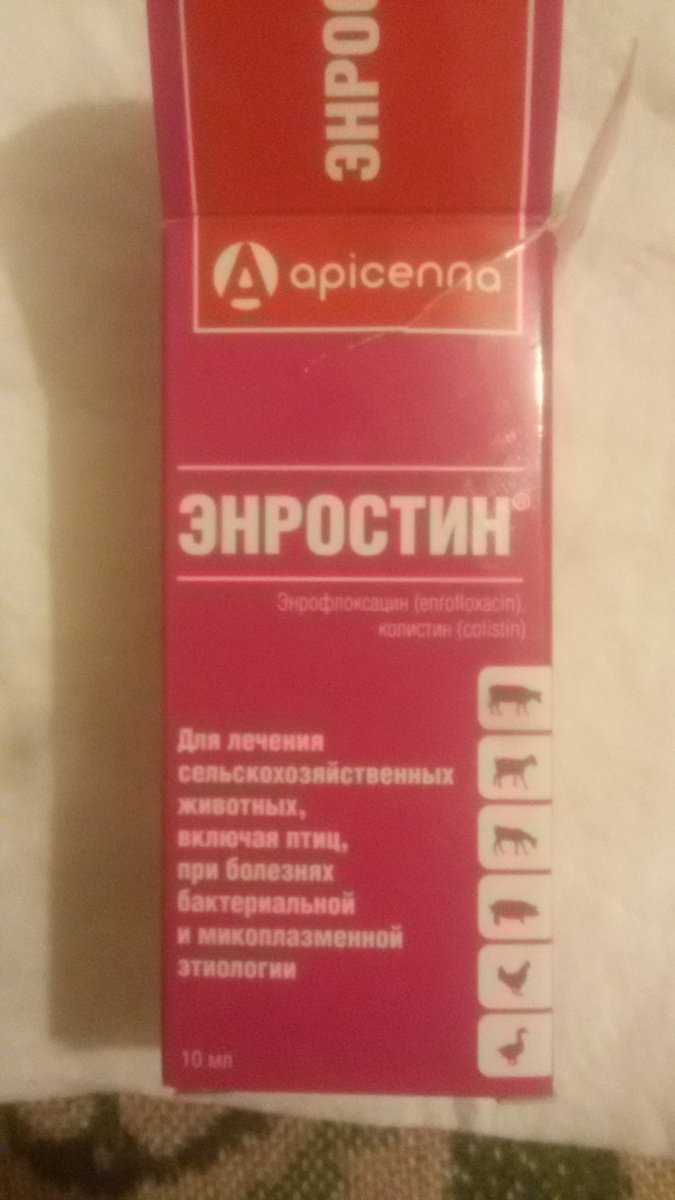 ЭНРОС
apicenna
ЭНРОСТИН®
Энрофлоксацин (enrofloxacin),
колистин (colistin)
Для лечения
сельскохозяйственных
животных,
включая птиц,
при болезнях
бактериальной
и микоплазменной
этиологии
10 мл